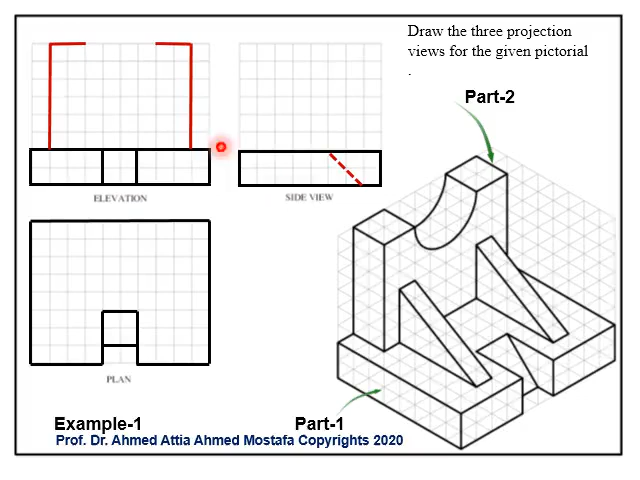 Draw the three projection
views for the given pictorial
.
Part-2
ELEVATION
SIDE VIEW
PLAN
Example-1
Part-1
Prof. Dr. Ahmed Attia Ahmed Mostafa Copyrights 2020